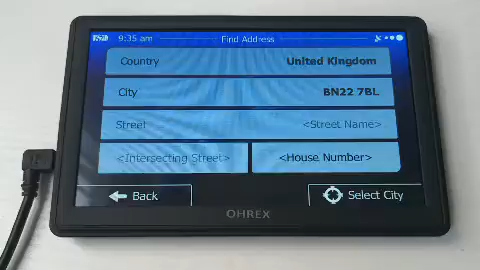 9:35 am
Find Address
Country United Kingdom
City BN22 7BL
Street <Street Name>
<Intersecting Street> <House Number>
Back Select City
OHREX